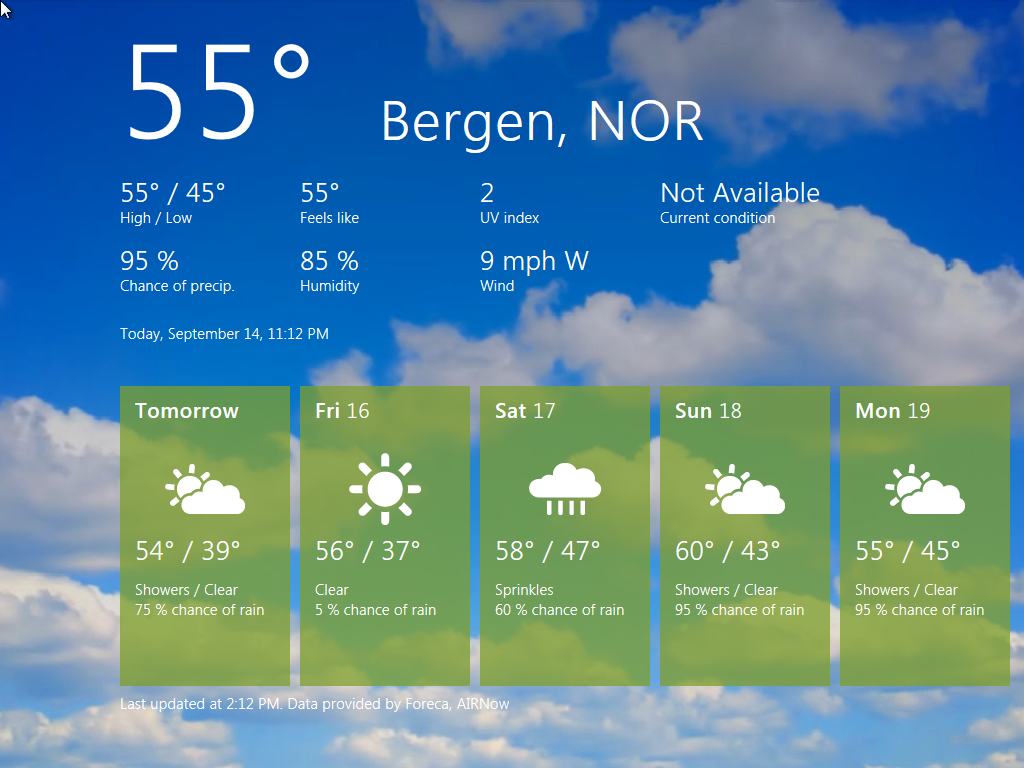 55°
Bergen, NOR
55° / 45°
High / Low
55°
Feels like
2
UV index
Not Available
Current condition
95 %
Chance of precip.
85 %
Humidity
9 mph W
Wind
Today, September 14, 11:12 PM
Tomorrow
54° / 39°
Showers / Clear
75 % chance of rain
Fri 16
56° / 37°
Clear
5 % chance of rain
Sat 17
58° / 47°
Sprinkles
60 % chance of rain
Sun 18
60° / 43°
Showers / Clear
95 % chance of rain
Mon 19
55° / 45°
Showers / Clear
95 % chance of rain
Last updated at 2:12 PM. Data provided by Foreca, AIRNow